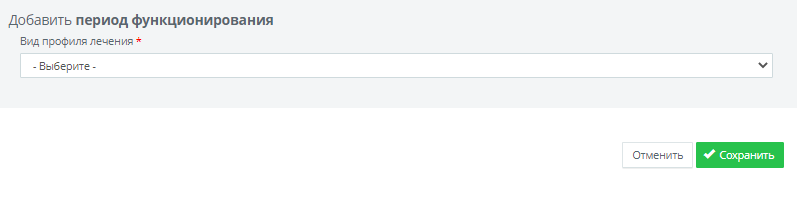 Добавить период функционирования
Вид профиля лечения *
- Выберите -
Отменить
Сохранить